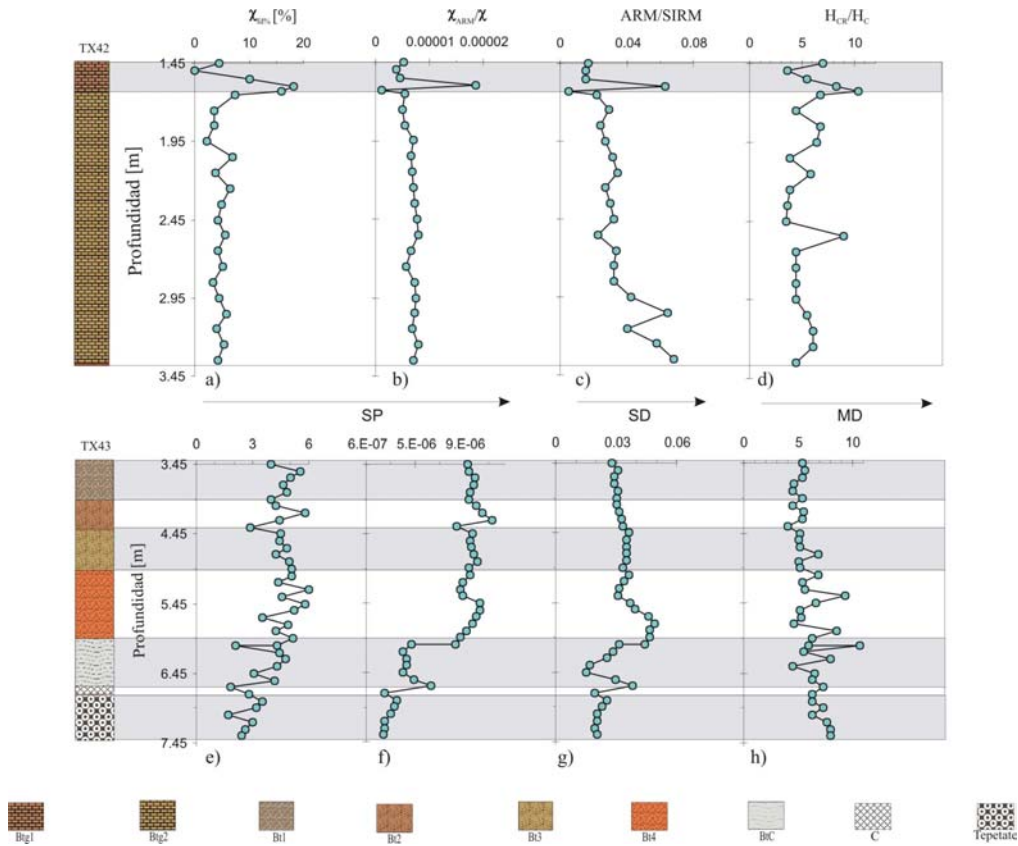 χSP% [%] χARM/χ ARM/SIRM HCR/HC
TX42
0 10 20 0 0.00001 0.00002 0 0.04 0.08 0 5 10
1.45
1.95
2.45
2.95
3.45
Profundidad [m]
a) b) c) d)
SP SD MD
TX43
0 3 6 6.E-07 5.E-06 9.E-06 0 0.03 0.06 0 5 10
3.45
4.45
5.45
6.45
7.45
Profundidad [m]
e) f) g) h)
Btg1 Btg2 Bt1 Bt2 Bt3 Bt4 BtC C Tepetate